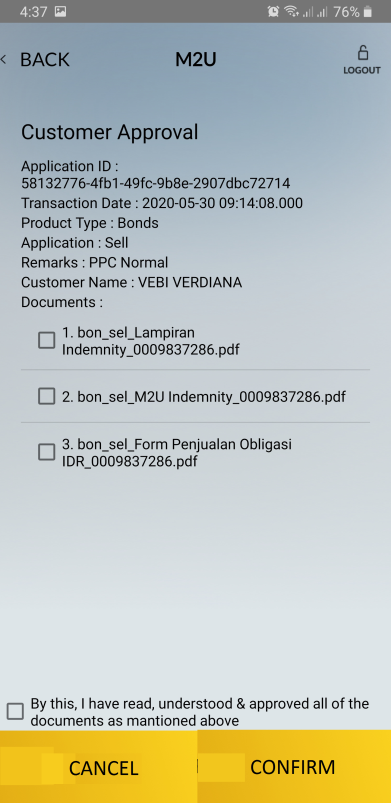 4:37 76%
BACK M2U LOGOUT
Customer Approval
Application ID :
58132776-4fb1-49fc-9b8e-2907dbc72714
Transaction Date : 2020-05-30 09:14:08.000
Product Type : Bonds
Application : Sell
Remarks : PPC Normal
Customer Name : VEBI VERDIANA
Documents :
1. bon_sel_Lampiran
Indemnity_0009837286.pdf
2. bon_sel_M2U Indemnity_0009837286.pdf
3. bon_sel_Form Penjualan Obligasi
IDR_0009837286.pdf
By this, I have read, understood & approved all of the
documents as mantioned above
CANCEL CONFIRM